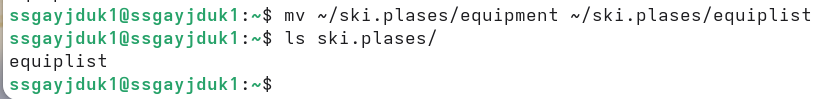 ssgayjduk1@ssgayjduk1:~$ mv ~/ski.plases/equipment ~/ski.plases/equiplist
ssgayjduk1@ssgayjduk1:~$ ls ski.plases/
equiplist
ssgayjduk1@ssgayjduk1:~$